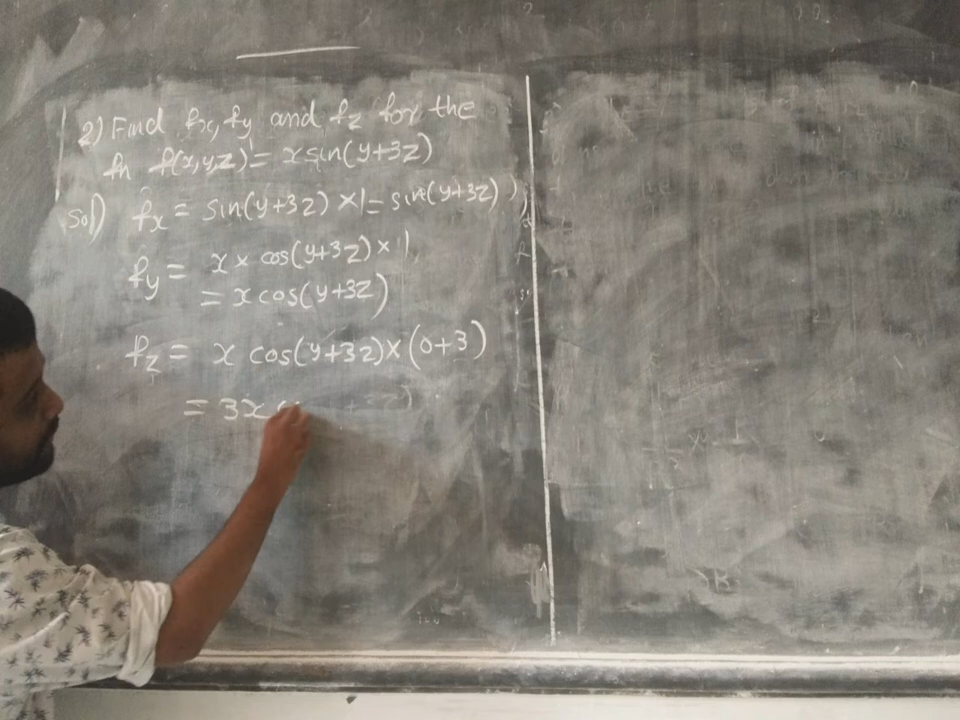 2) Find fx, fy and fz for the
fn f(x,y,z) = x sin(y+3z)
Sol) fx = sin(y+3z) ×1 = sin(y+3z)
fy = x × cos(y+3z) × 1
= x cos(y+3z)
fz = x cos(y+3z) × (0+3)
= 3x